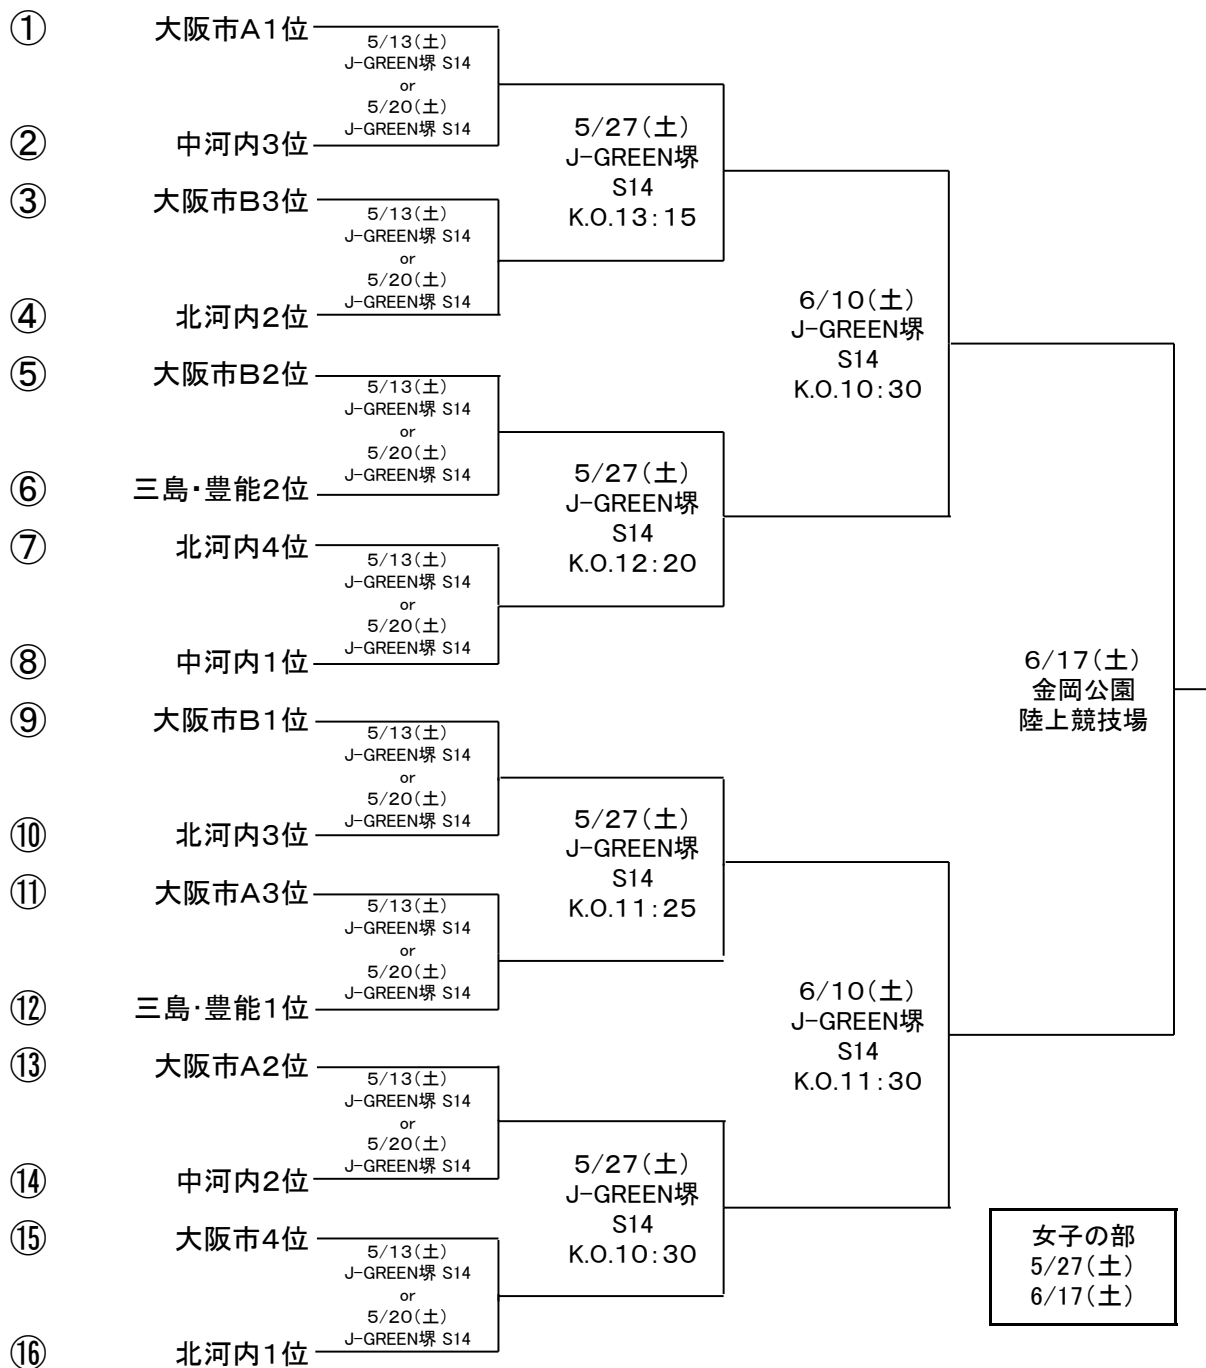 ① 大阪市A1位
5/13(土)
J-GREEN堺 S14
or
5/20(土)
J-GREEN堺 S14
② 中河内3位
③ 大阪市B3位
5/13(土)
J-GREEN堺 S14
or
5/20(土)
J-GREEN堺 S14
④ 北河内2位
5/27(土)
J-GREEN堺
S14
K.O.13:15
⑤ 大阪市B2位
5/13(土)
J-GREEN堺 S14
or
5/20(土)
J-GREEN堺 S14
⑥ 三島・豊能2位
⑦ 北河内4位
5/13(土)
J-GREEN堺 S14
or
5/20(土)
J-GREEN堺 S14
⑧ 中河内1位
5/27(土)
J-GREEN堺
S14
K.O.12:20
6/10(土)
J-GREEN堺
S14
K.O.10:30
⑨ 大阪市B1位
5/13(土)
J-GREEN堺 S14
or
5/20(土)
J-GREEN堺 S14
⑩ 北河内3位
⑪ 大阪市A3位
5/13(土)
J-GREEN堺 S14
or
5/20(土)
J-GREEN堺 S14
⑫ 三島・豊能1位
5/27(土)
J-GREEN堺
S14
K.O.11:25
⑬ 大阪市A2位
5/13(土)
J-GREEN堺 S14
or
5/20(土)
J-GREEN堺 S14
⑭ 中河内2位
⑮ 大阪市4位
5/13(土)
J-GREEN堺 S14
or
5/20(土)
J-GREEN堺 S14
⑯ 北河内1位
5/27(土)
J-GREEN堺
S14
K.O.10:30
6/10(土)
J-GREEN堺
S14
K.O.11:30
6/17(土)
金岡公園
陸上競技場
女子の部
5/27(土)
6/17(土)